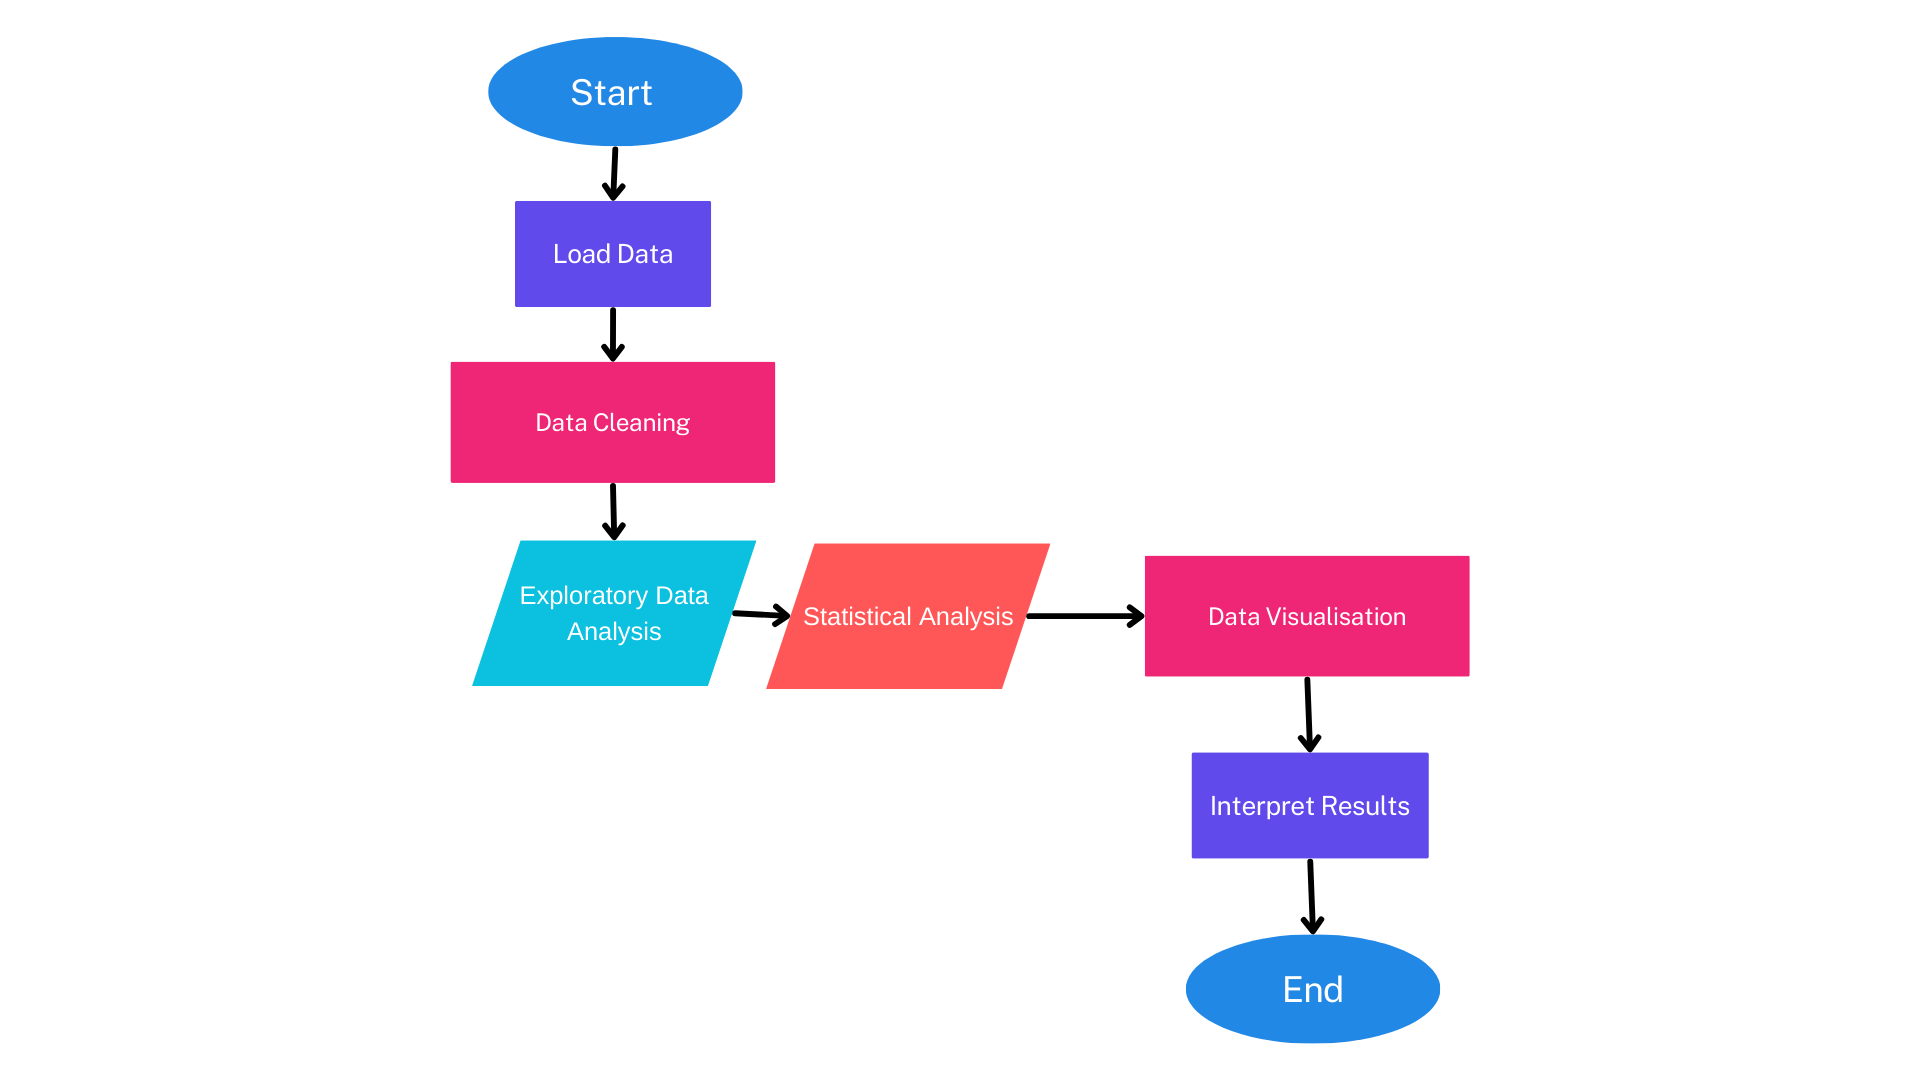 Start
Load Data
Data Cleaning
Exploratory Data
Analysis
Statistical Analysis
Data Visualisation
Interpret Results
End